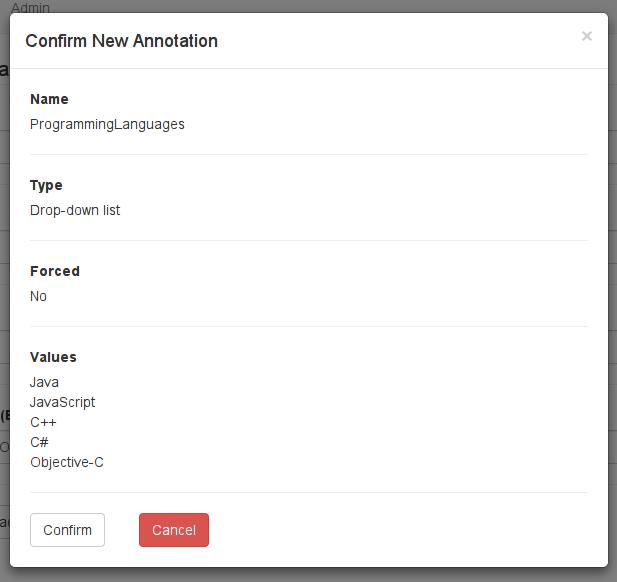 Admin
Confirm New Annotation
×
Name
ProgrammingLanguages
Type
Drop-down list
Forced
No
Values
Java
JavaScript
C++
C#
Objective-C
Confirm
Cancel